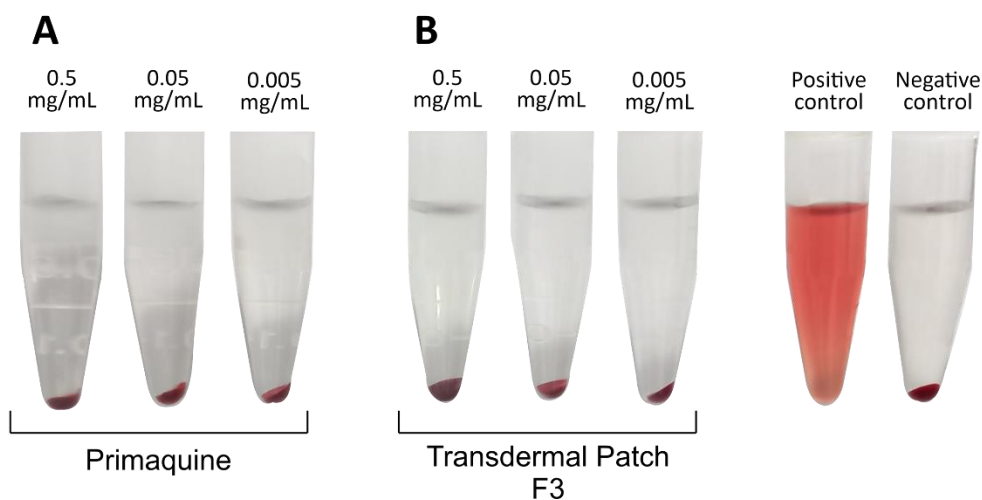 A
B
0.5
mg/mL
0.05
mg/mL
0.005
mg/mL
0.5
mg/mL
0.05
mg/mL
0.005
mg/mL
Positive
control
Negative
control
Primaquine
Transdermal Patch
F3